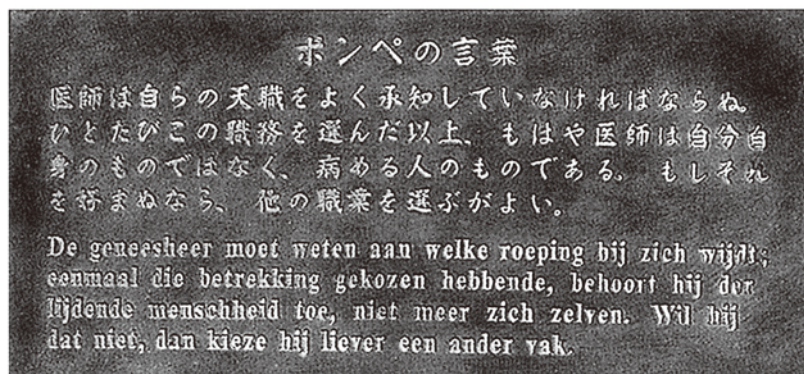 ポンペの言葉
医師は自らの天職をよく承知していなければならぬ。
ひとたびこの職務を選んだ以上、もはや医師は自分自
身のものではなく、病める人のものである。もしそれ
を好まぬなら、他の職業を選ぶがよい。
De geneesheer moet weten aan welke roeping hij zich wijdt;
eenmaal die betrekking gekozen hebbende, behoort hij der
lijdende menschheid toe, niet meer zich zelven. Wil hij
dat niet, dan kieze hij liever een ander vak.